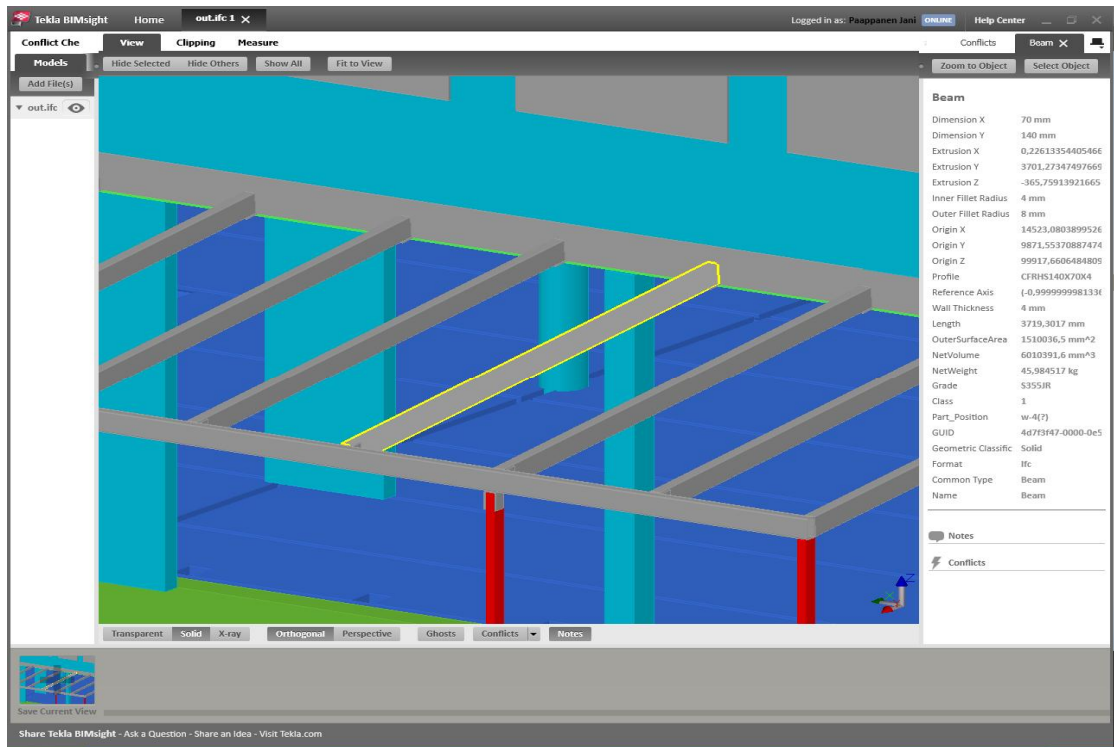 Tekla BIMsight Home out.ifc 1 X Logged in as: Paappanen Jani ONLINE Help Center
Conflict Che View Clipping Measure Conflicts Beam X
Models Hide Selected Hide Others Show All Fit to View Zoom to Object Select Object
Add File(s)
out.ifc
Beam
Dimension X 70 mm
Dimension Y 140 mm
Extrusion X 0,22613354405466
Extrusion Y 3701,27347497669
Extrusion Z -365,75913921665
Inner Fillet Radius 4 mm
Outer Fillet Radius 8 mm
Origin X 14523,0803899526
Origin Y 9871,55370887474
Origin Z 99917,6606484809
Profile CFRHS140X70X4
Reference Axis (-0,999999998133(
Wall Thickness 4 mm
Length 3719,3017 mm
OuterSurfaceArea 1510036,5 mm^2
NetVolume 6010391,6 mm^3
NetWeight 45,984517 kg
Grade S355JR
Class 1
Part_Position w-4(?)
GUID 4d7f3f47-0000-0e5
Geometric Classific Solid
Format Ifc
Common Type Beam
Name Beam
Notes
Conflicts
Z
Transparent Solid X-ray Orthogonal Perspective Ghosts Conflicts Notes
Save Current View
Share Tekla BIMsight - Ask a Question - Share an Idea - Visit Tekla.com